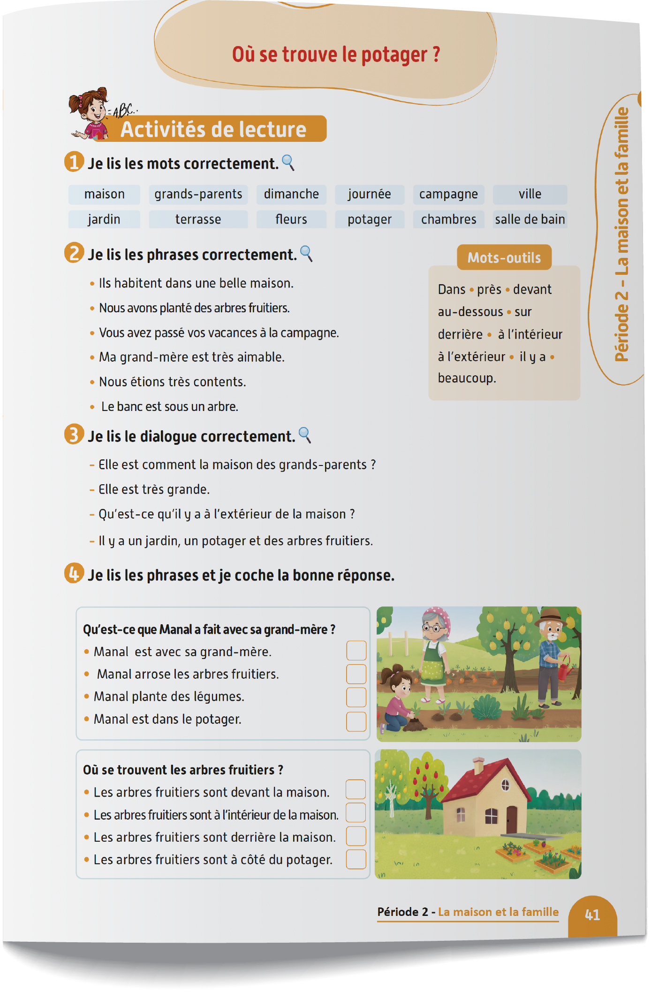 Où se trouve le potager ?
A.B.C..
Activités de lecture
1 Je lis les mots correctement.
maison grands-parents dimanche journée campagne ville
jardin terrasse fleurs potager chambres salle de bain
2 Je lis les phrases correctement.
• Ils habitent dans une belle maison.
• Nous avons planté des arbres fruitiers.
• Vous avez passé vos vacances à la campagne.
• Ma grand-mère est très aimable.
• Nous étions très contents.
• Le banc est sous un arbre.
Mots-outils
Dans • près • devant
au-dessous • sur
derrière • à l'intérieur
à l'extérieur • il y a •
beaucoup.
3 Je lis le dialogue correctement.
- Elle est comment la maison des grands-parents ?
- Elle est très grande.
- Qu'est-ce qu'il y a à l'extérieur de la maison ?
- Il y a un jardin, un potager et des arbres fruitiers.
4 Je lis les phrases et je coche la bonne réponse.
Qu'est-ce que Manal a fait avec sa grand-mère ?
• Manal est avec sa grand-mère.
• Manal arrose les arbres fruitiers.
• Manal plante des légumes.
• Manal est dans le potager.
Où se trouvent les arbres fruitiers ?
• Les arbres fruitiers sont devant la maison.
• Les arbres fruitiers sont à l'intérieur de la maison.
• Les arbres fruitiers sont derrière la maison.
• Les arbres fruitiers sont à côté du potager.
Période 2 - La maison et la famille
Période 2 - La maison et la famille
41